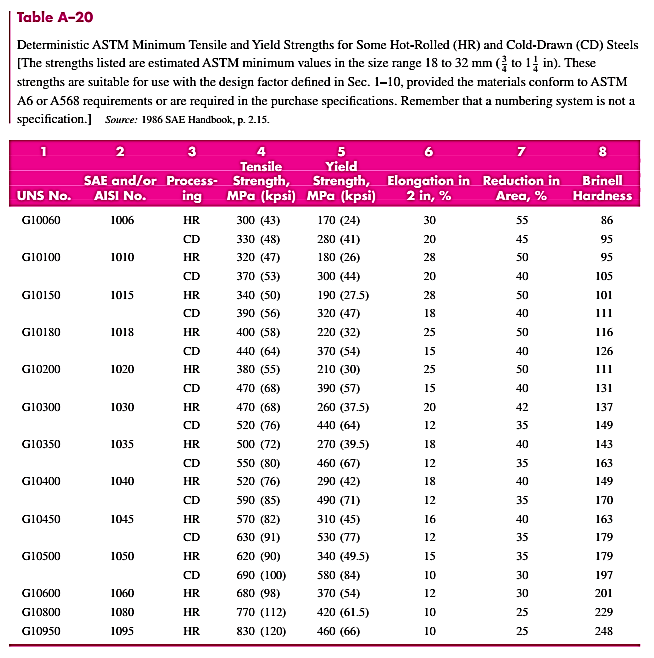 Table A–20
Deterministic ASTM Minimum Tensile and Yield Strengths for Some Hot-Rolled (HR) and Cold-Drawn (CD) Steels
[The strengths listed are estimated ASTM minimum values in the size range 18 to 32 mm (3/4 to 1 1/4 in). These
strengths are suitable for use with the design factor defined in Sec. 1–10, provided the materials conform to ASTM
A6 or A568 requirements or are required in the purchase specifications. Remember that a numbering system is not a
specification.] Source: 1986 SAE Handbook, p. 2.15.
1 2 3 4 5 6 7 8
Tensile Yield
SAE and/or Process- Strength, Strength, Elongation in Reduction in Brinell
UNS No. AISI No. ing MPa (kpsi) MPa (kpsi) 2 in, % Area, % Hardness
G10060 1006 HR 300 (43) 170 (24) 30 55 86
CD 330 (48) 280 (41) 20 45 95
G10100 1010 HR 320 (47) 180 (26) 28 50 95
CD 370 (53) 300 (44) 20 40 105
G10150 1015 HR 340 (50) 190 (27.5) 28 50 101
CD 390 (56) 320 (47) 18 40 111
G10180 1018 HR 400 (58) 220 (32) 25 50 116
CD 440 (64) 370 (54) 15 40 126
G10200 1020 HR 380 (55) 210 (30) 25 50 111
CD 470 (68) 390 (57) 15 40 131
G10300 1030 HR 470 (68) 260 (37.5) 20 42 137
CD 520 (76) 440 (64) 12 35 149
G10350 1035 HR 500 (72) 270 (39.5) 18 40 143
CD 550 (80) 460 (67) 12 35 163
G10400 1040 HR 520 (76) 290 (42) 18 40 149
CD 590 (85) 490 (71) 12 35 170
G10450 1045 HR 570 (82) 310 (45) 16 40 163
CD 630 (91) 530 (77) 12 35 179
G10500 1050 HR 620 (90) 340 (49.5) 15 35 179
CD 690 (100) 580 (84) 10 30 197
G10600 1060 HR 680 (98) 370 (54) 12 30 201
G10800 1080 HR 770 (112) 420 (61.5) 10 25 229
G10950 1095 HR 830 (120) 460 (66) 10 25 248